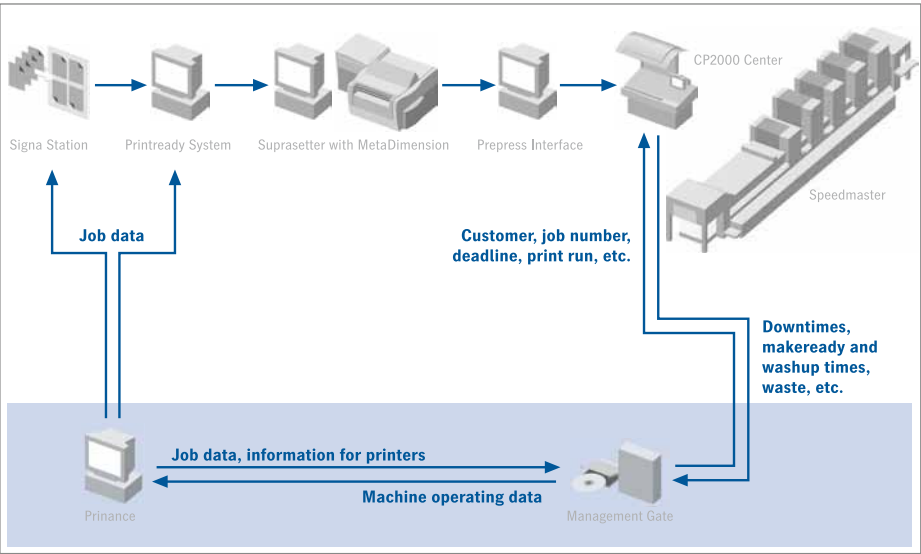 CP2000 Center
Signa Station
Printready System
Suprasetter with MetaDimension
Prepress Interface
Speedmaster
Job data
Customer, job number,
deadline, print run, etc.
Downtimes,
makeready and
washup times,
waste, etc.
Job data, information for printers
Machine operating data
Prinance
Management Gate